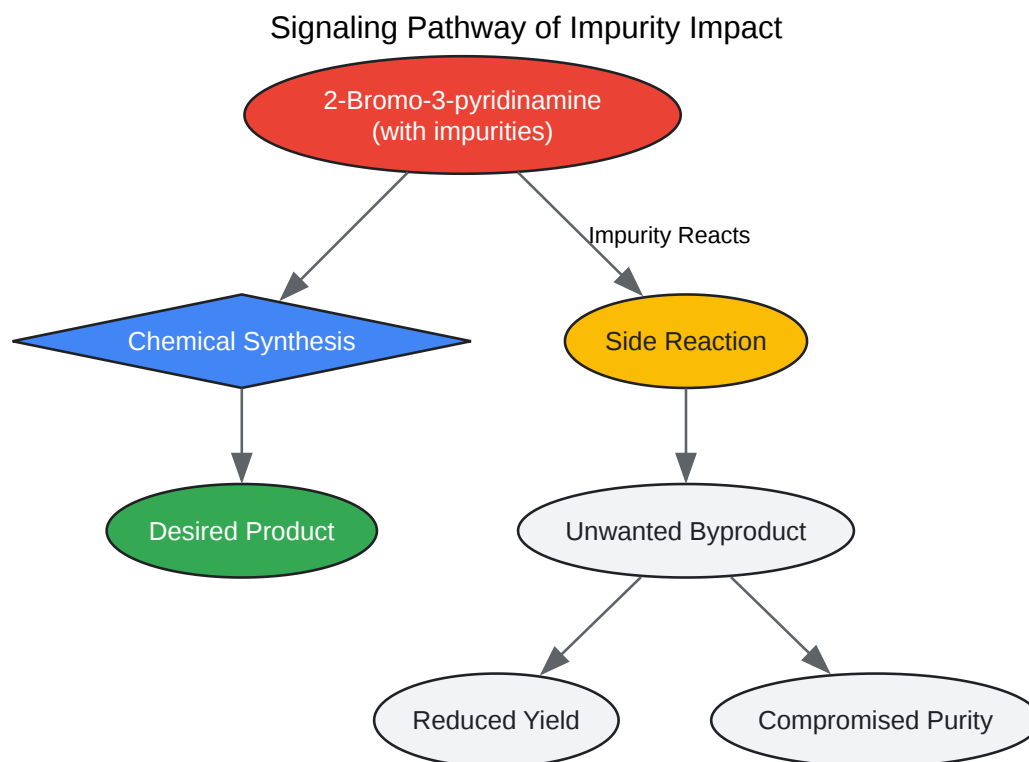 Signaling Pathway of Impurity Impact
2-Bromo-3-pyridinamine
(with impurities)
Impurity Reacts
Chemical Synthesis
Side Reaction
Desired Product
Unwanted Byproduct
Reduced Yield
Compromised Purity